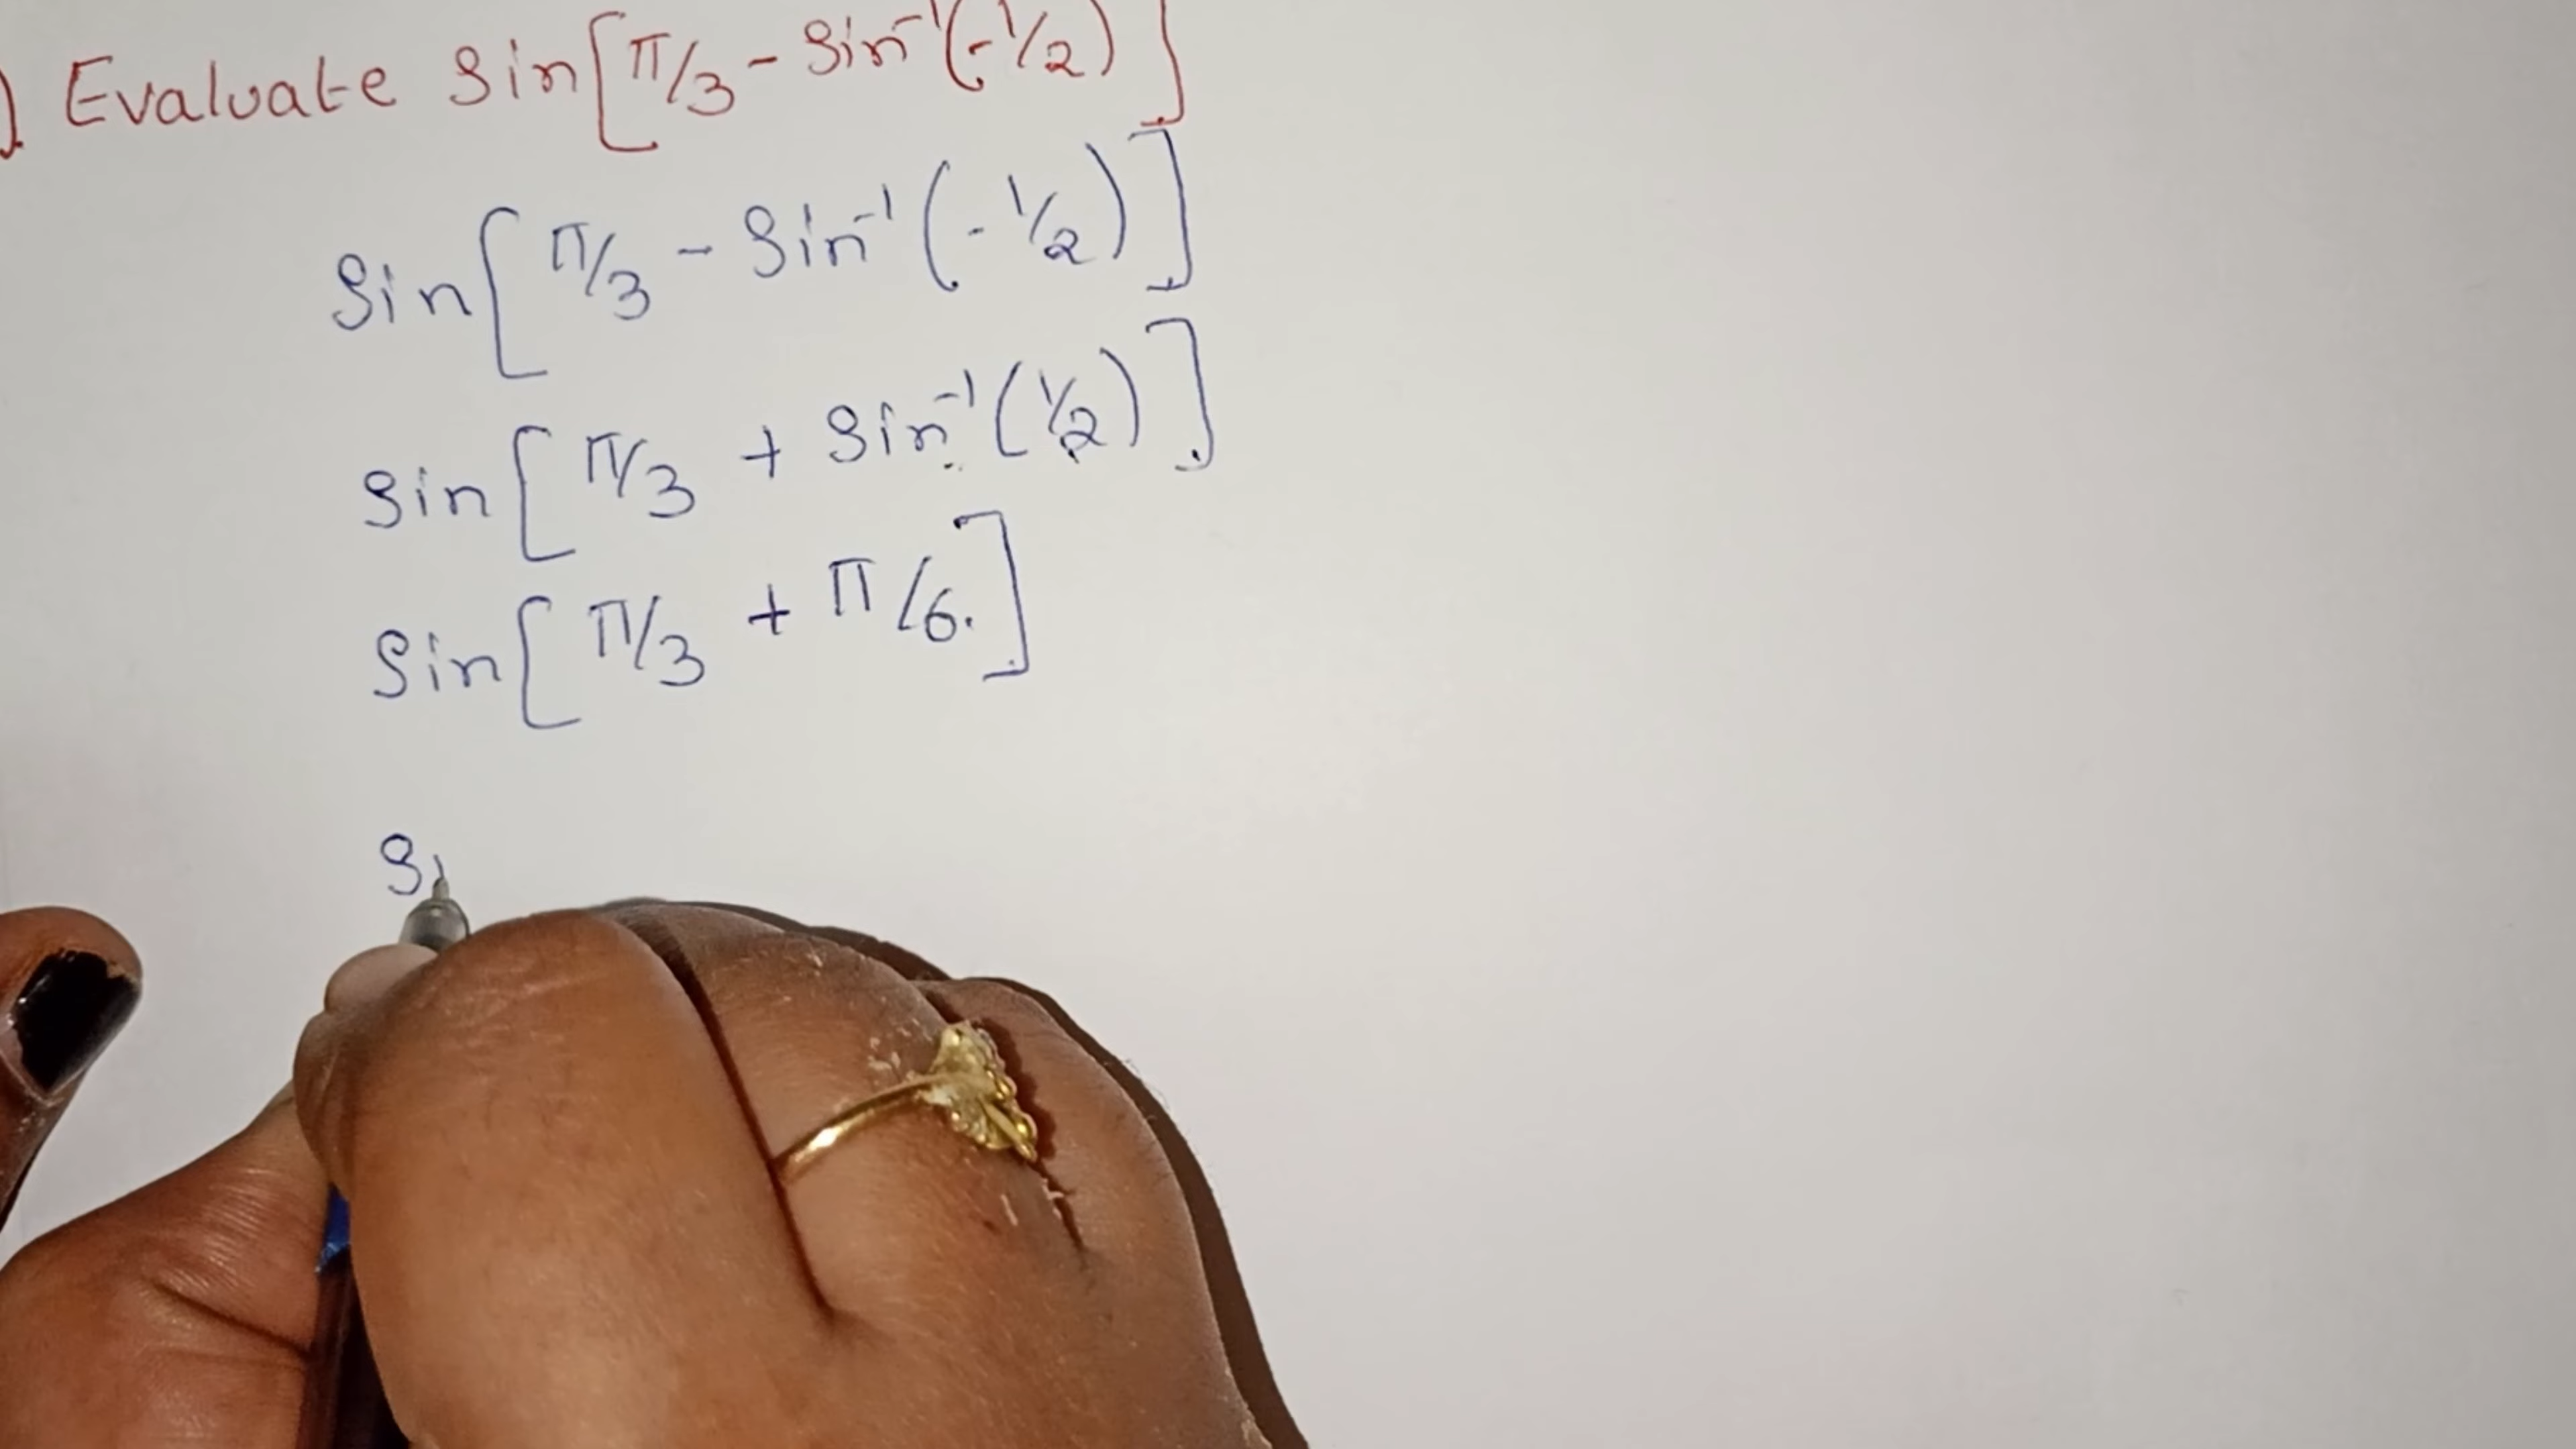 ) Evaluate Sin[π/3 - Sin⁻¹(-1/2)]
Sin[π/3 - Sin⁻¹(-1/2)]
Sin[π/3 + Sin⁻¹(1/2)]
Sin[π/3 + π/6.]
Si